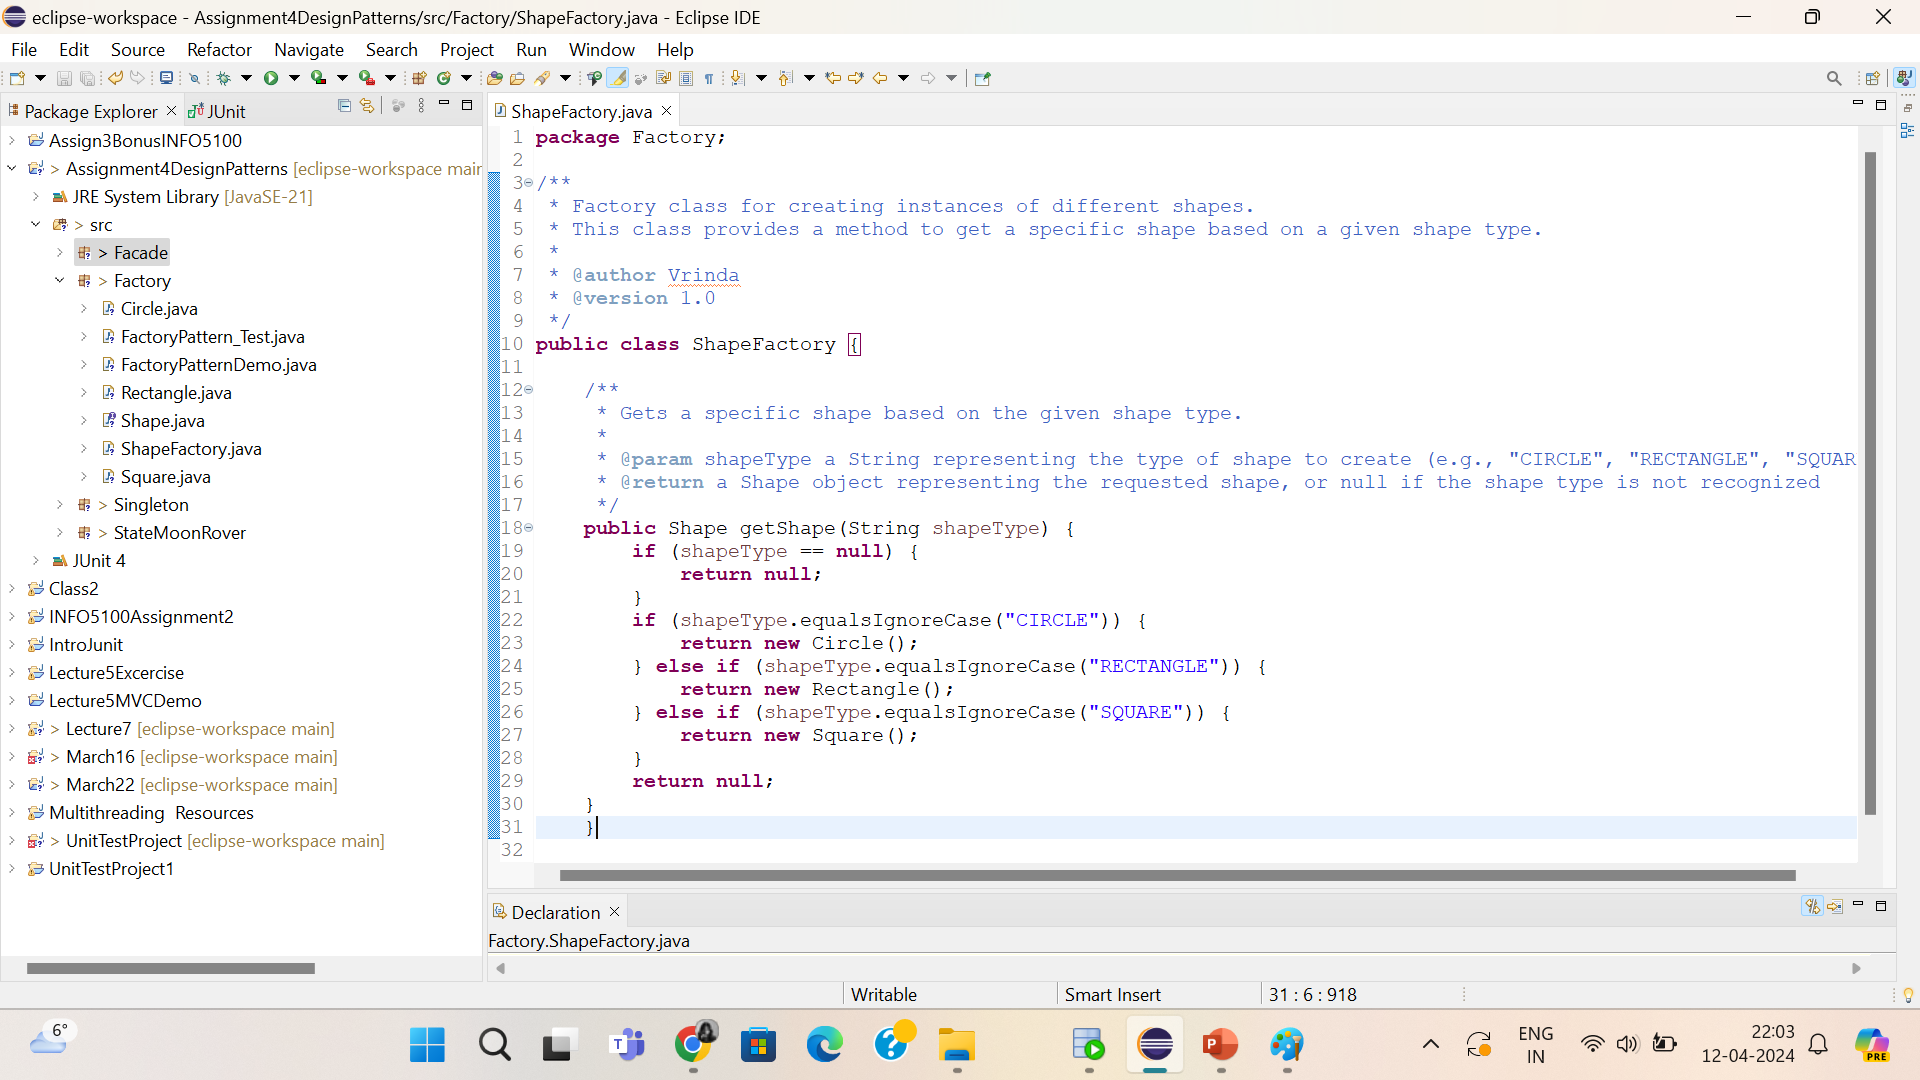 eclipse-workspace - Assignment4DesignPatterns/src/Factory/ShapeFactory.java - Eclipse IDE
File Edit Source Refactor Navigate Search Project Run Window Help
Package Explorer
JUnit
ShapeFactory.java
Assign3BonusINFO5100
> Assignment4DesignPatterns [eclipse-workspace mair
JRE System Library [JavaSE-21]
> src
> Facade
> Factory
Circle.java
FactoryPattern_Test.java
FactoryPatternDemo.java
Rectangle.java
Shape.java
ShapeFactory.java
Square.java
> Singleton
> StateMoonRover
JUnit 4
Class2
INFO5100Assignment2
IntroJunit
Lecture5Excercise
Lecture5MVCDemo
> Lecture7 [eclipse-workspace main]
> March16 [eclipse-workspace main]
> March22 [eclipse-workspace main]
Multithreading Resources
> UnitTestProject [eclipse-workspace main]
UnitTestProject1
1 package Factory;
2
3 /**
4 * Factory class for creating instances of different shapes.
5 * This class provides a method to get a specific shape based on a given shape type.
6 *
7 * @author Vrinda
8 * @version 1.0
9 */
10 public class ShapeFactory {
11
12 /**
13 * Gets a specific shape based on the given shape type.
14 *
15 * @param shapeType a String representing the type of shape to create (e.g., "CIRCLE", "RECTANGLE", "SQUAR
16 * @return a Shape object representing the requested shape, or null if the shape type is not recognized
17 */
18 public Shape getShape(String shapeType) {
19 if (shapeType == null) {
20 return null;
21 }
22 if (shapeType.equalsIgnoreCase("CIRCLE")) {
23 return new Circle();
24 } else if (shapeType.equalsIgnoreCase("RECTANGLE")) {
25 return new Rectangle();
26 } else if (shapeType.equalsIgnoreCase("SQUARE")) {
27 return new Square();
28 }
29 return null;
30 }
31 }
32
Declaration
Factory.ShapeFactory.java
Writable
Smart Insert
31 : 6 : 918
6°
ENG
IN
22:03
12-04-2024
PRE